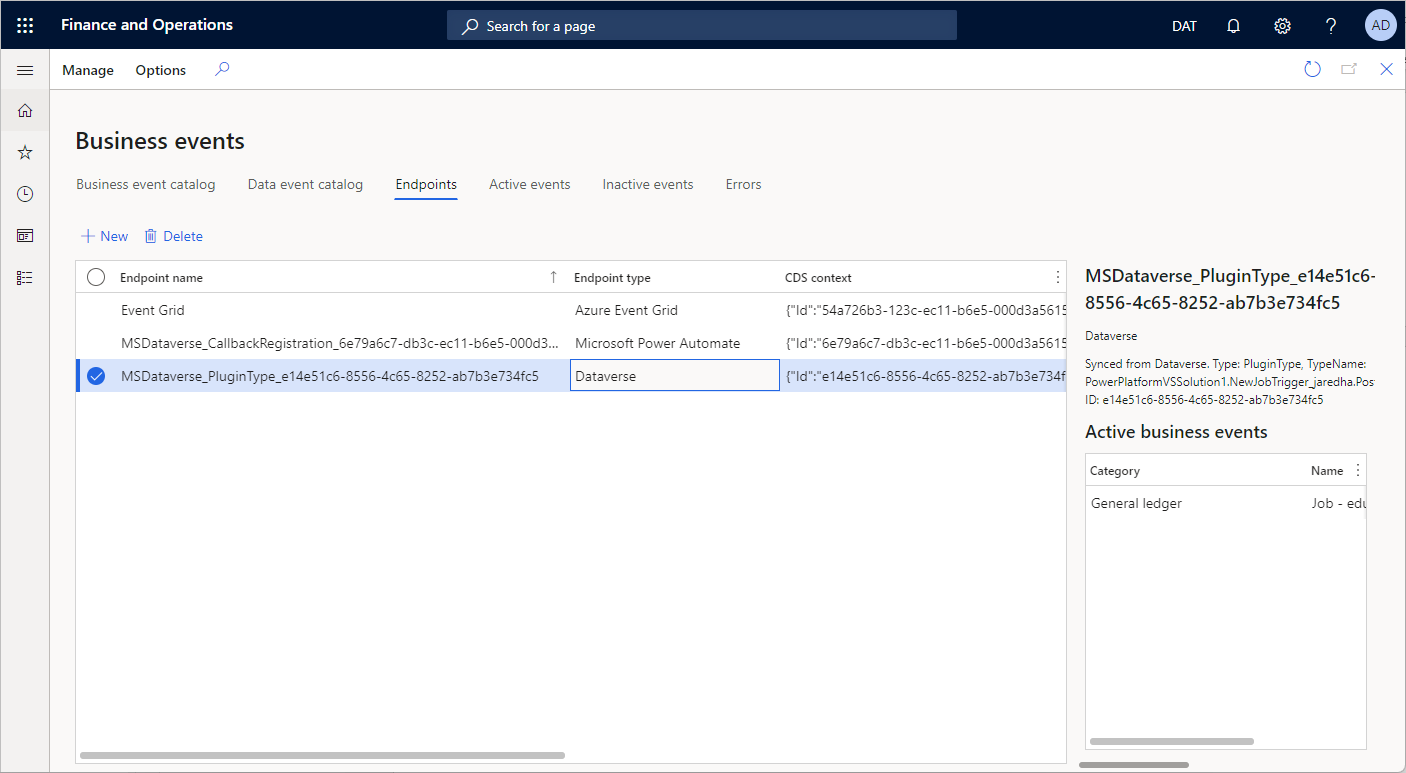 Finance and Operations
Search for a page
DAT
AD
Manage Options
Business events
Business event catalog Data event catalog Endpoints Active events Inactive events Errors
New Delete
Endpoint name Endpoint type CDS context
Event Grid Azure Event Grid {"Id":"54a726b3-123c-ec11-b6e5-000d3a5615
MSDataverse_CallbackRegistration_6e79a6c7-db3c-ec11-b6e5-000d3... Microsoft Power Automate {"Id":"6e79a6c7-db3c-ec11-b6e5-000d3a5615
MSDataverse_PluginType_e14e51c6-8556-4c65-8252-ab7b3e734fc5 Dataverse {"Id":"e14e51c6-8556-4c65-8252-ab7b3e734f
MSDataverse_PluginType_e14e51c6-
8556-4c65-8252-ab7b3e734fc5
Dataverse
Synced from Dataverse. Type: PluginType, TypeName:
PowerPlatformVSSolution1.NewJobTrigger_jaredha.Pos
ID: e14e51c6-8556-4c65-8252-ab7b3e734fc5
Active business events
Category Name
General ledger Job - edu